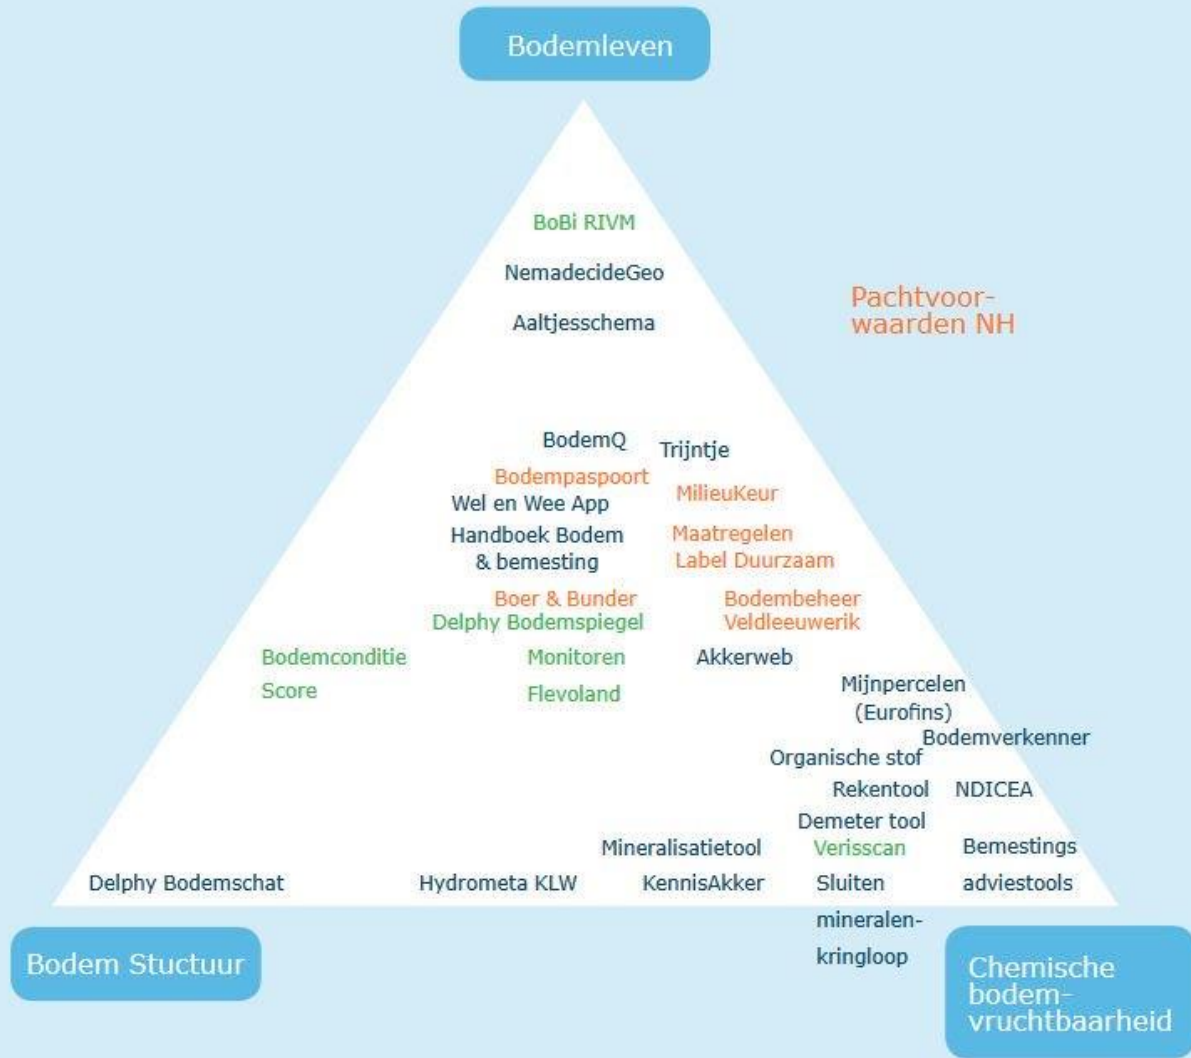 Bodemleven
BoBi RIVM
NemadecideGeo
Aaltjesschema
Pachtvoor-
waarden NH
BodemQ
Trijntje
Bodempaspoort
MilieuKeur
Wel en Wee App
Handboek Bodem
& bemesting
Maatregelen
Label Duurzaam
Boer & Bunder
Bodembeheer
Veldleeuwerik
Delphy Bodemspiegel
Bodemconditie
Score
Monitoren
Flevoland
Akkerweb
Mijnpercelen
(Eurofins)
Bodemverkenner
Organische stof
Rekentool
NDICEA
Demeter tool
Mineralisatietool
Verisscan
Bemestings
adviestools
Delphy Bodemschat
Hydrometa KLW
KennisAkker
Sluiten
mineralen-
kringloop
Bodem Stuctuur
Chemische
bodem-
vruchtbaarheid